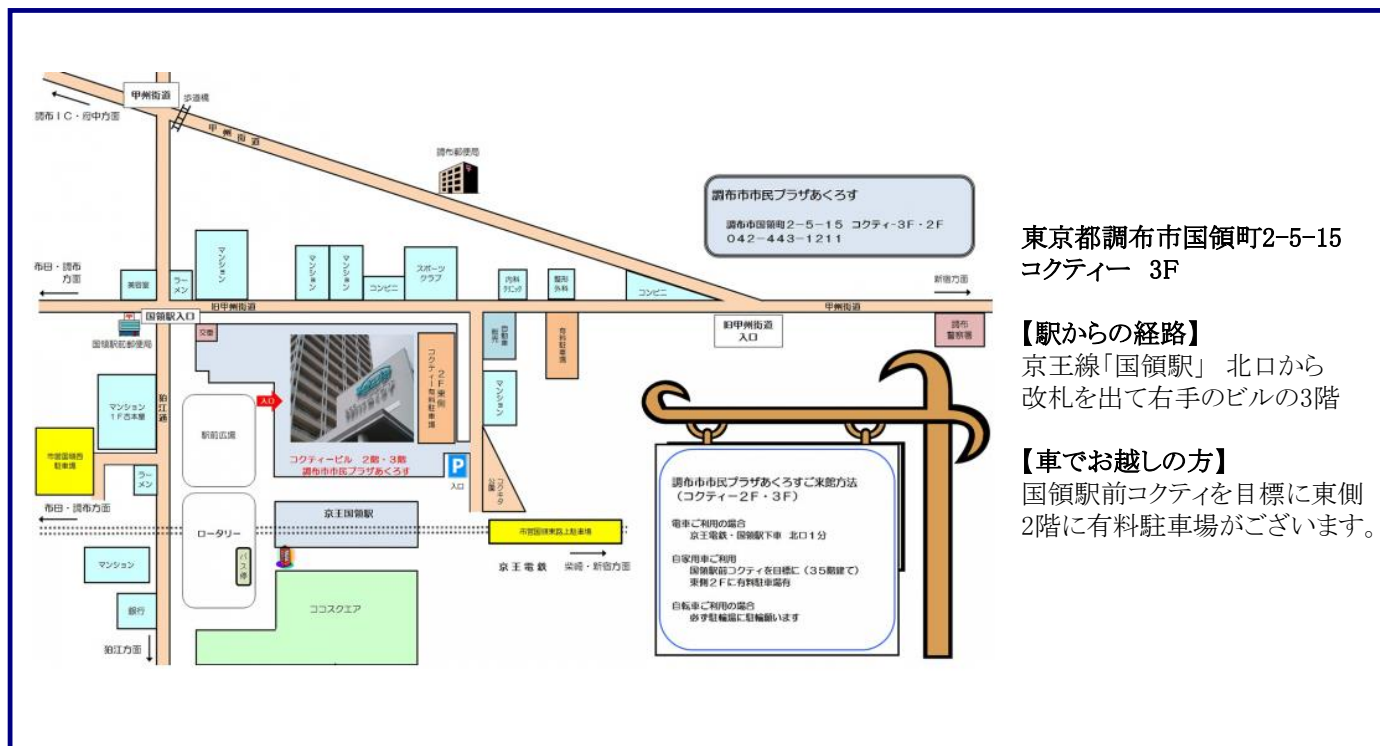 甲州街道
歩道橋
調布IC・府中方面
甲州街道
調布郵便局
調布市市民プラザあくろす
調布市国領町2-5-15 コクティ-3F・2F
042-443-1211
布田・調布
方面
美容室
ラー
メン
マンション
マンション
マンション
コンビニ
スポーツ
クラブ
内科
クリニック
整形
外科
コンビニ
新宿方面
旧甲州街道
甲州街道
国領駅入口
国領駅前郵便局
交番
旧甲州街道
入口
調布
警察署
自動車
販売
有料駐車場
コクティー有料駐車場
2F東側
マンション
マンション
1F古本屋
狛江通
入口
駅前広場
コクティービル 2階・3階
調布市市民プラザあくろす
P
入口
コクキタ
公園
市営国領西
駐車場
ラー
メン
布田・調布方面
ロータリー
バス停
京王国領駅
市営国領東路上駐車場
京王電鉄 柴崎・新宿方面
マンション
銀行
狛江方面
ココスクエア
調布市市民プラザあくろすご来館方法
(コクティー2F・3F)
電車ご利用の場合
京王電鉄・国領駅下車 北口1分
自家用車ご利用
国領駅前コクティを目標に(35階建て)
東側2Fに有料駐車場有
自転車ご利用の場合
必ず駐輪場に駐輪願います
東京都調布市国領町2-5-15
コクティー 3F
【駅からの経路】
京王線「国領駅」 北口から
改札を出て右手のビルの3階
【車でお越しの方】
国領駅前コクティを目標に東側
2階に有料駐車場がございます。